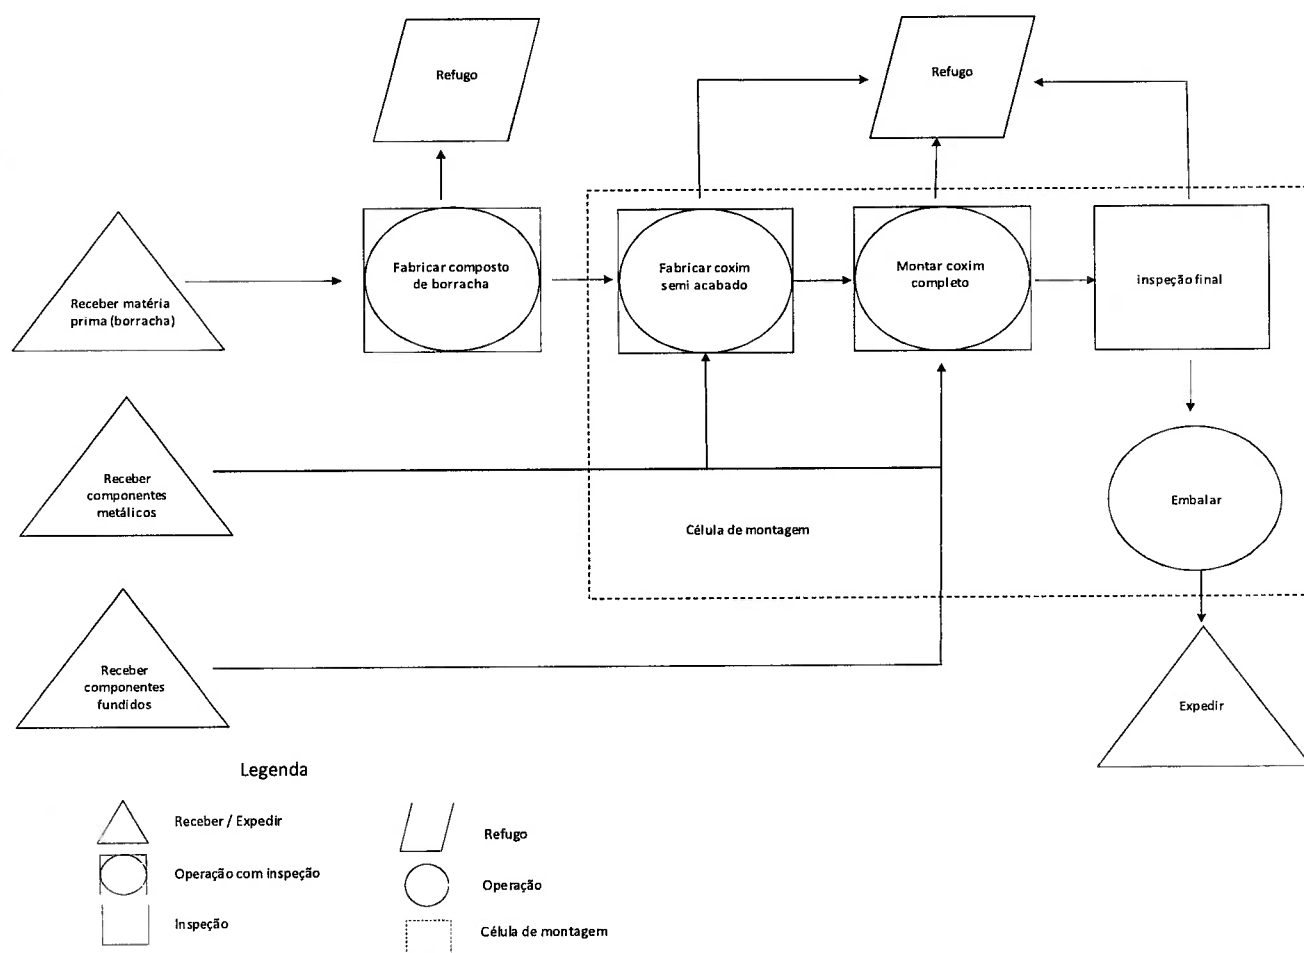 Refugo
Refugo
Receber matéria
prima (borracha)
Fabricar composto
de borracha
Fabricar coxim
semi acabado
Montar coxim
completo
inspeção final
Receber
componentes
metálicos
Célula de montagem
Embalar
Receber
componentes
fundidos
Expedir
Legenda
Receber / Expedir
Refugo
Operação com inspeção
Operação
Inspeção
Célula de montagem